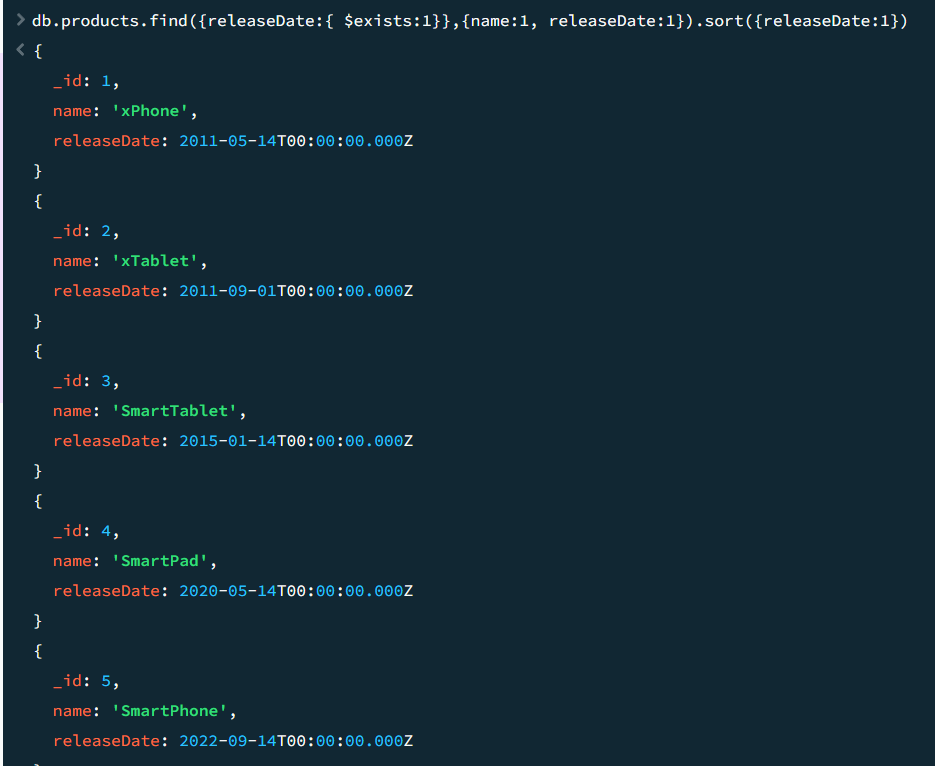 > db.products.find({releaseDate:{ $exists:1}},{name:1, releaseDate:1}).sort({releaseDate:1})
< {
_id: 1,
name: 'xPhone',
releaseDate: 2011-05-14T00:00:00.000Z
}
{
_id: 2,
name: 'xTablet',
releaseDate: 2011-09-01T00:00:00.000Z
}
{
_id: 3,
name: 'SmartTablet',
releaseDate: 2015-01-14T00:00:00.000Z
}
{
_id: 4,
name: 'SmartPad',
releaseDate: 2020-05-14T00:00:00.000Z
}
{
_id: 5,
name: 'SmartPhone',
releaseDate: 2022-09-14T00:00:00.000Z